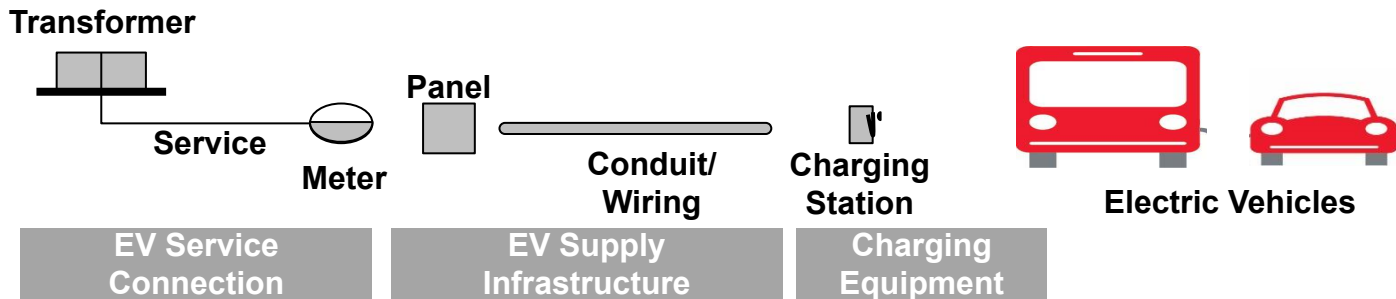 Transformer
Service
Meter
Panel
Conduit/
Wiring
Charging
Station
Electric Vehicles
EV Service
Connection
EV Supply
Infrastructure
Charging
Equipment